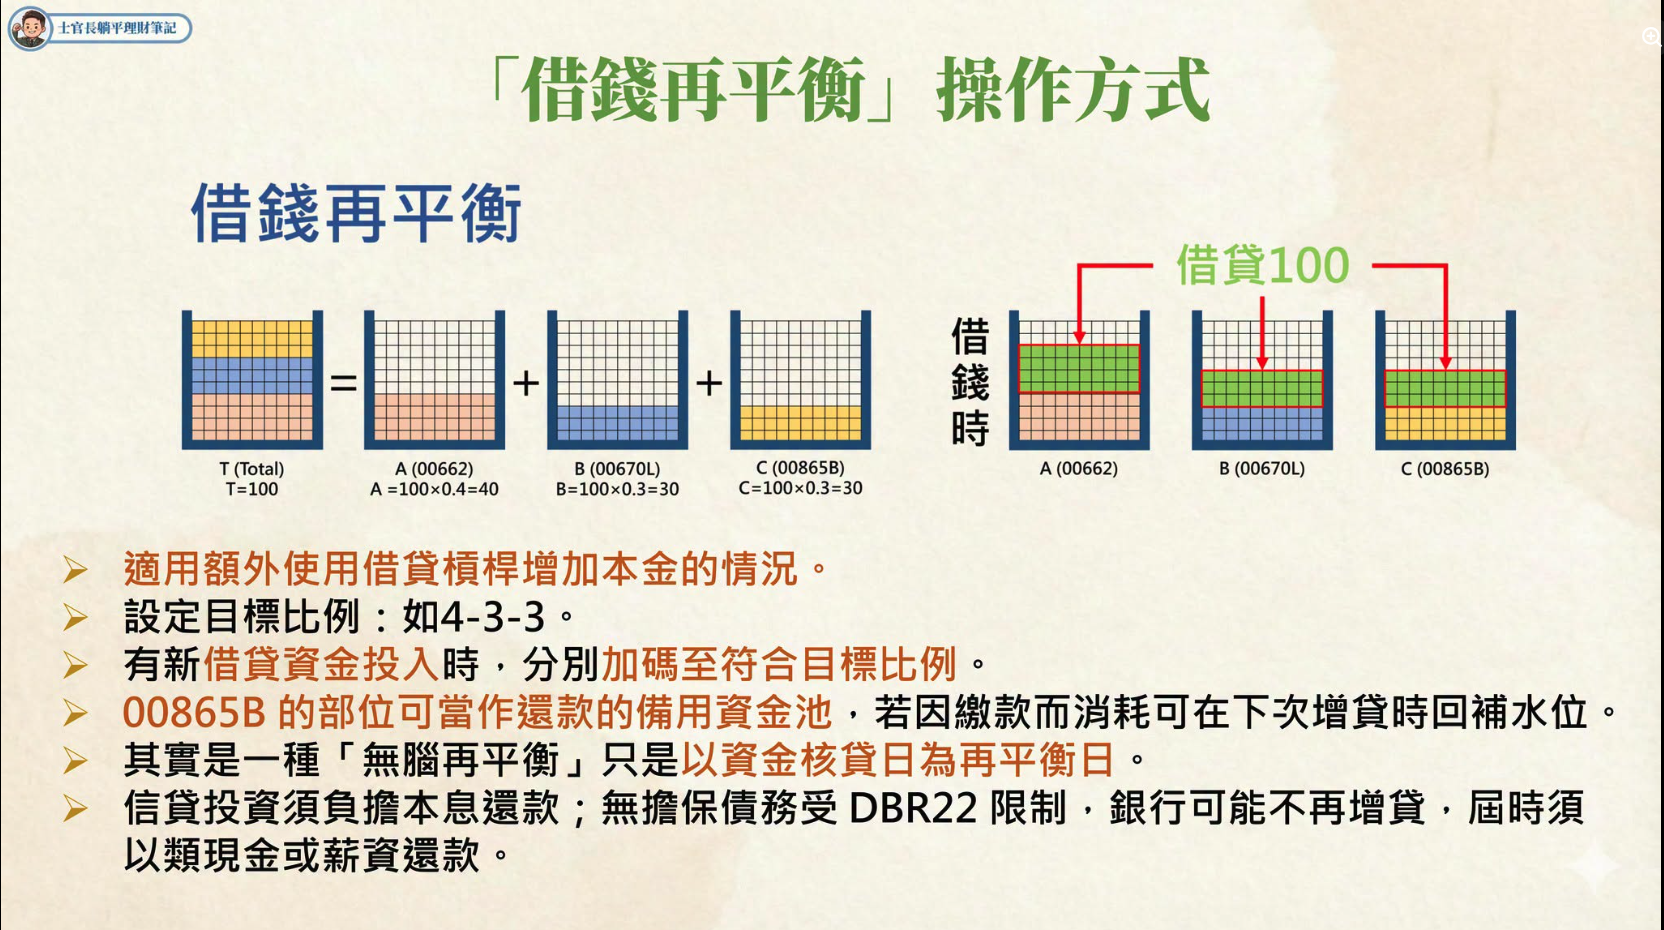 士官長躺平理財筆記
「借錢再平衡」操作方式
借錢再平衡
借貸100
=
+
+
借錢時
T (Total)
T=100
A (00662)
A =100×0.4=40
B (00670L)
B=100×0.3=30
C (00865B)
C=100×0.3=30
A (00662)
B (00670L)
C (00865B)
➢ 適用額外使用借貸槓桿增加本金的情況。
➢ 設定目標比例：如4-3-3。
➢ 有新借貸資金投入時，分別加碼至符合目標比例。
➢ 00865B 的部位可當作還款的備用資金池，若因繳款而消耗可在下次增貸時回補水位。
➢ 其實是一種「無腦再平衡」只是以資金核貸日為再平衡日。
➢ 信貸投資須負擔本息還款；無擔保債務受 DBR22 限制，銀行可能不再增貸，屆時須
以類現金或薪資還款。